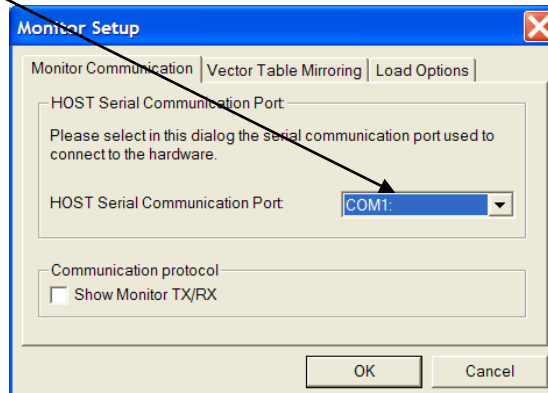 Monitor Setup
Monitor Communication Vector Table Mirroring Load Options
HOST Serial Communication Port:
Please select in this dialog the serial communication port used to
connect to the hardware.
HOST Serial Communication Port: COM1:
Communication protocol
Show Monitor TX/RX
OK Cancel